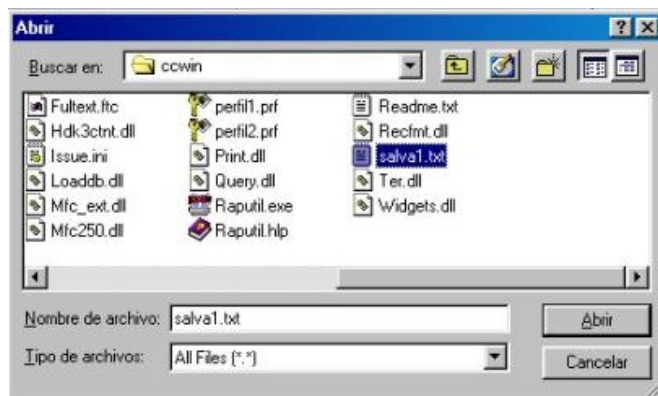 Abrir
Buscar en: ccwin
Fultext.ftc perfil1.prf Readme.txt
Hdk3ctnt.dll perfil2.prf Recfmt.dll
Issue.ini Print.dll salva1.txt
Loaddb.dll Query.dll Ter.dll
Mfc_ext.dll Raputil.exe Widgets.dll
Mfc250.dll Raputil.hlp
Nombre de archivo: salva1.txt Abrir
Tipo de archivos: All Files (*.*) Cancelar